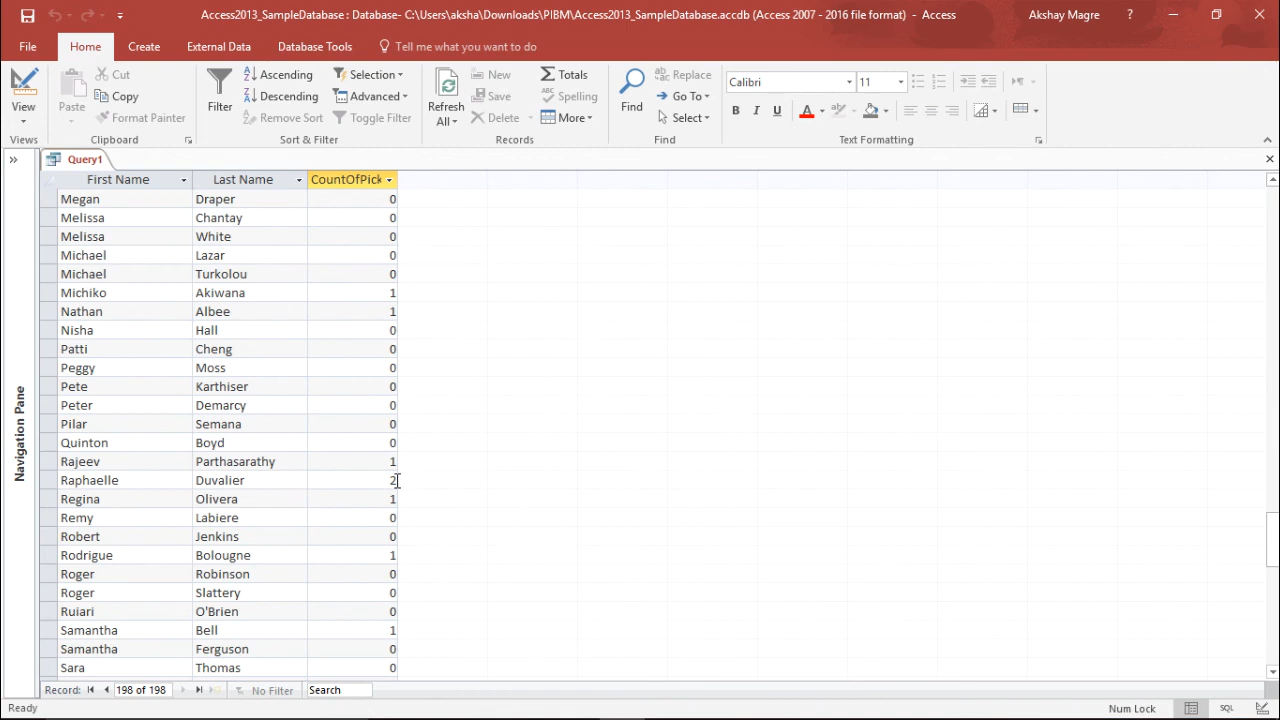 Access2013_SampleDatabase : Database- C:\Users\aksha\Downloads\PIBM\Access2013_SampleDatabase.accdb (Access 2007 - 2016 file format) - Access
Akshay Magre
?
File Home Create External Data Database Tools Tell me what you want to do
View
Views
Paste
Cut
Copy
Format Painter
Clipboard
Filter
Ascending
Descending
Remove Sort
Selection
Advanced
Toggle Filter
Sort & Filter
Refresh All
New
Save
Delete
Totals
Spelling
More
Records
Find
Replace
Go To
Select
Find
Calibri 11
B I U A
Text Formatting
Query1
Navigation Pane
First Name Last Name CountOfPick
Megan Draper 0
Melissa Chantay 0
Melissa White 0
Michael Lazar 0
Michael Turkolou 0
Michiko Akiwana 1
Nathan Albee 1
Nisha Hall 0
Patti Cheng 0
Peggy Moss 0
Pete Karthiser 0
Peter Demarcy 0
Pilar Semana 0
Quinton Boyd 0
Rajeev Parthasarathy 1
Raphaelle Duvalier 2
Regina Olivera 1
Remy Labiere 0
Robert Jenkins 0
Rodrigue Bolougne 1
Roger Robinson 0
Roger Slattery 0
Ruiari O'Brien 0
Samantha Bell 1
Samantha Ferguson 0
Sara Thomas 0
Record: 198 of 198 No Filter Search
Ready Num Lock SQL